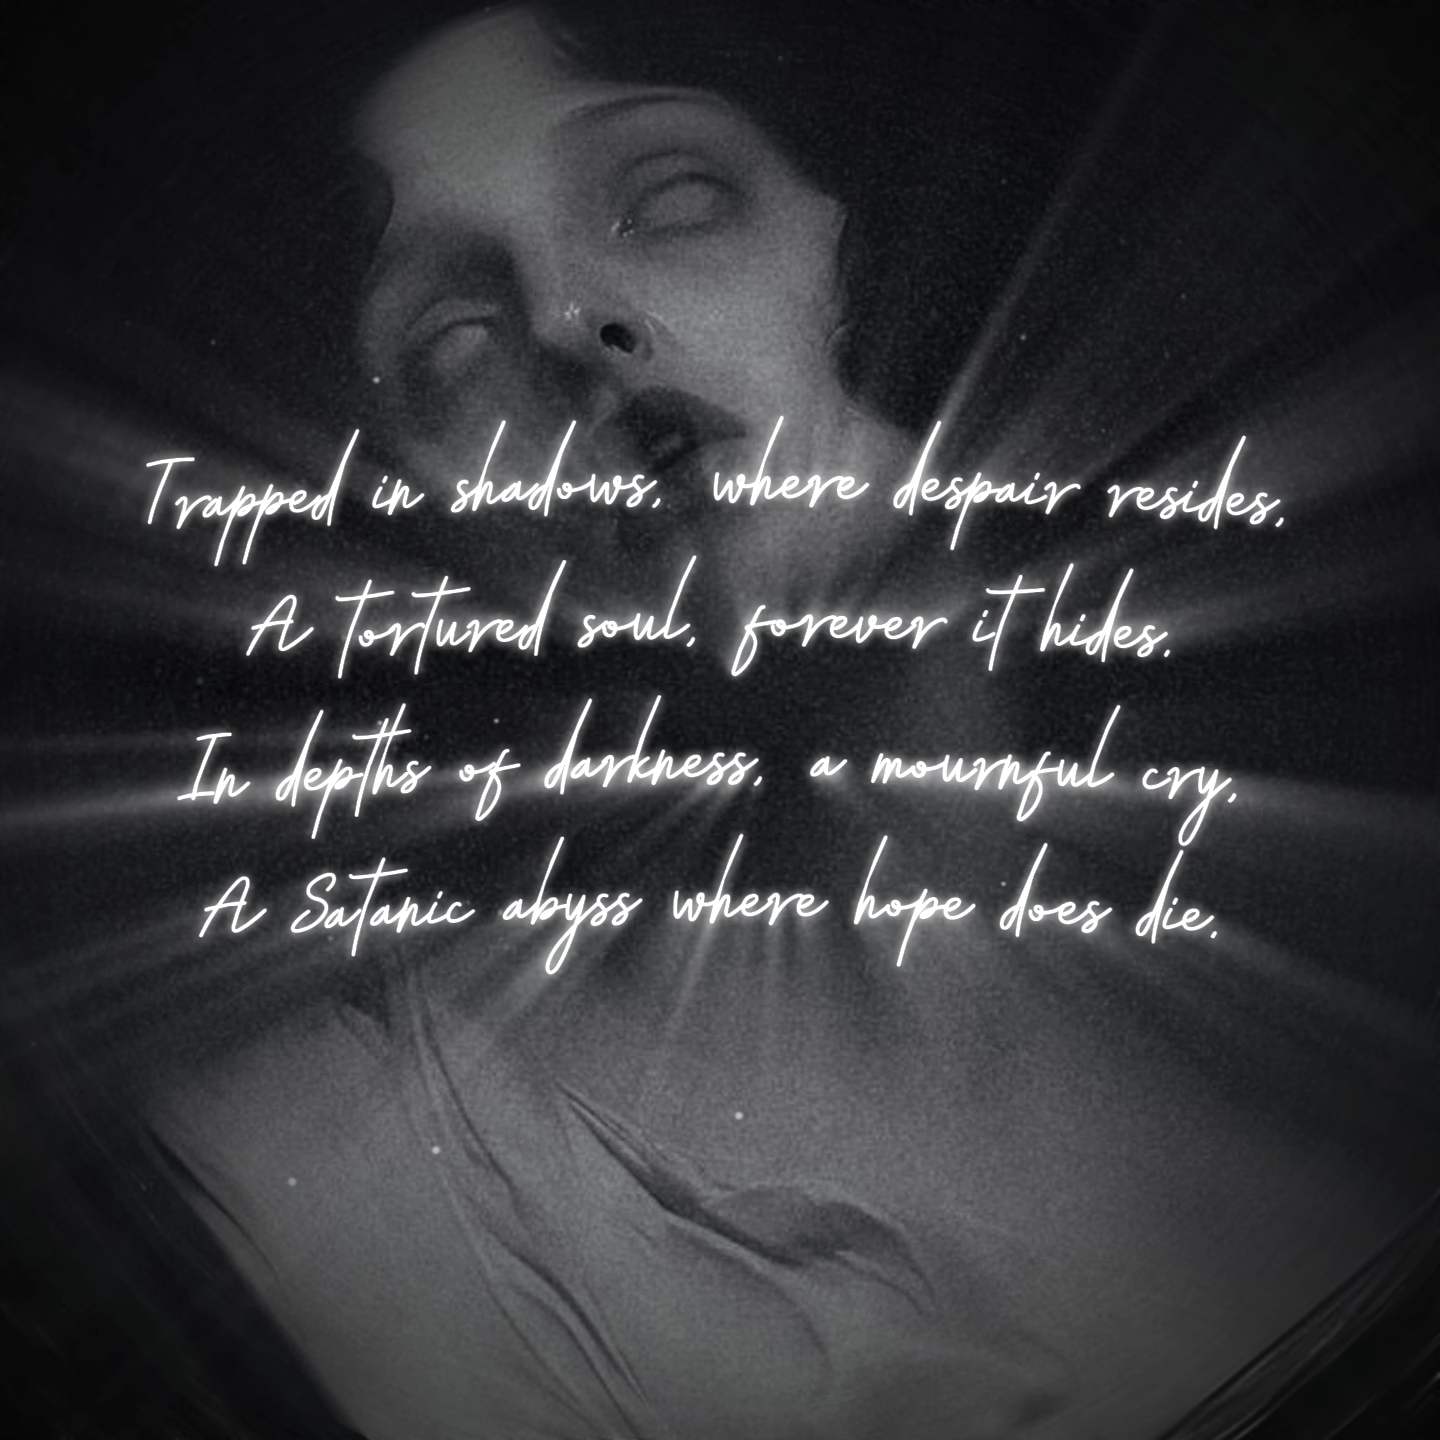 Trapped in shadows, where despair resides,
A tortured soul, forever it hides.
In depths of darkness, a mournful cry,
A Satanic abyss where hope does die.